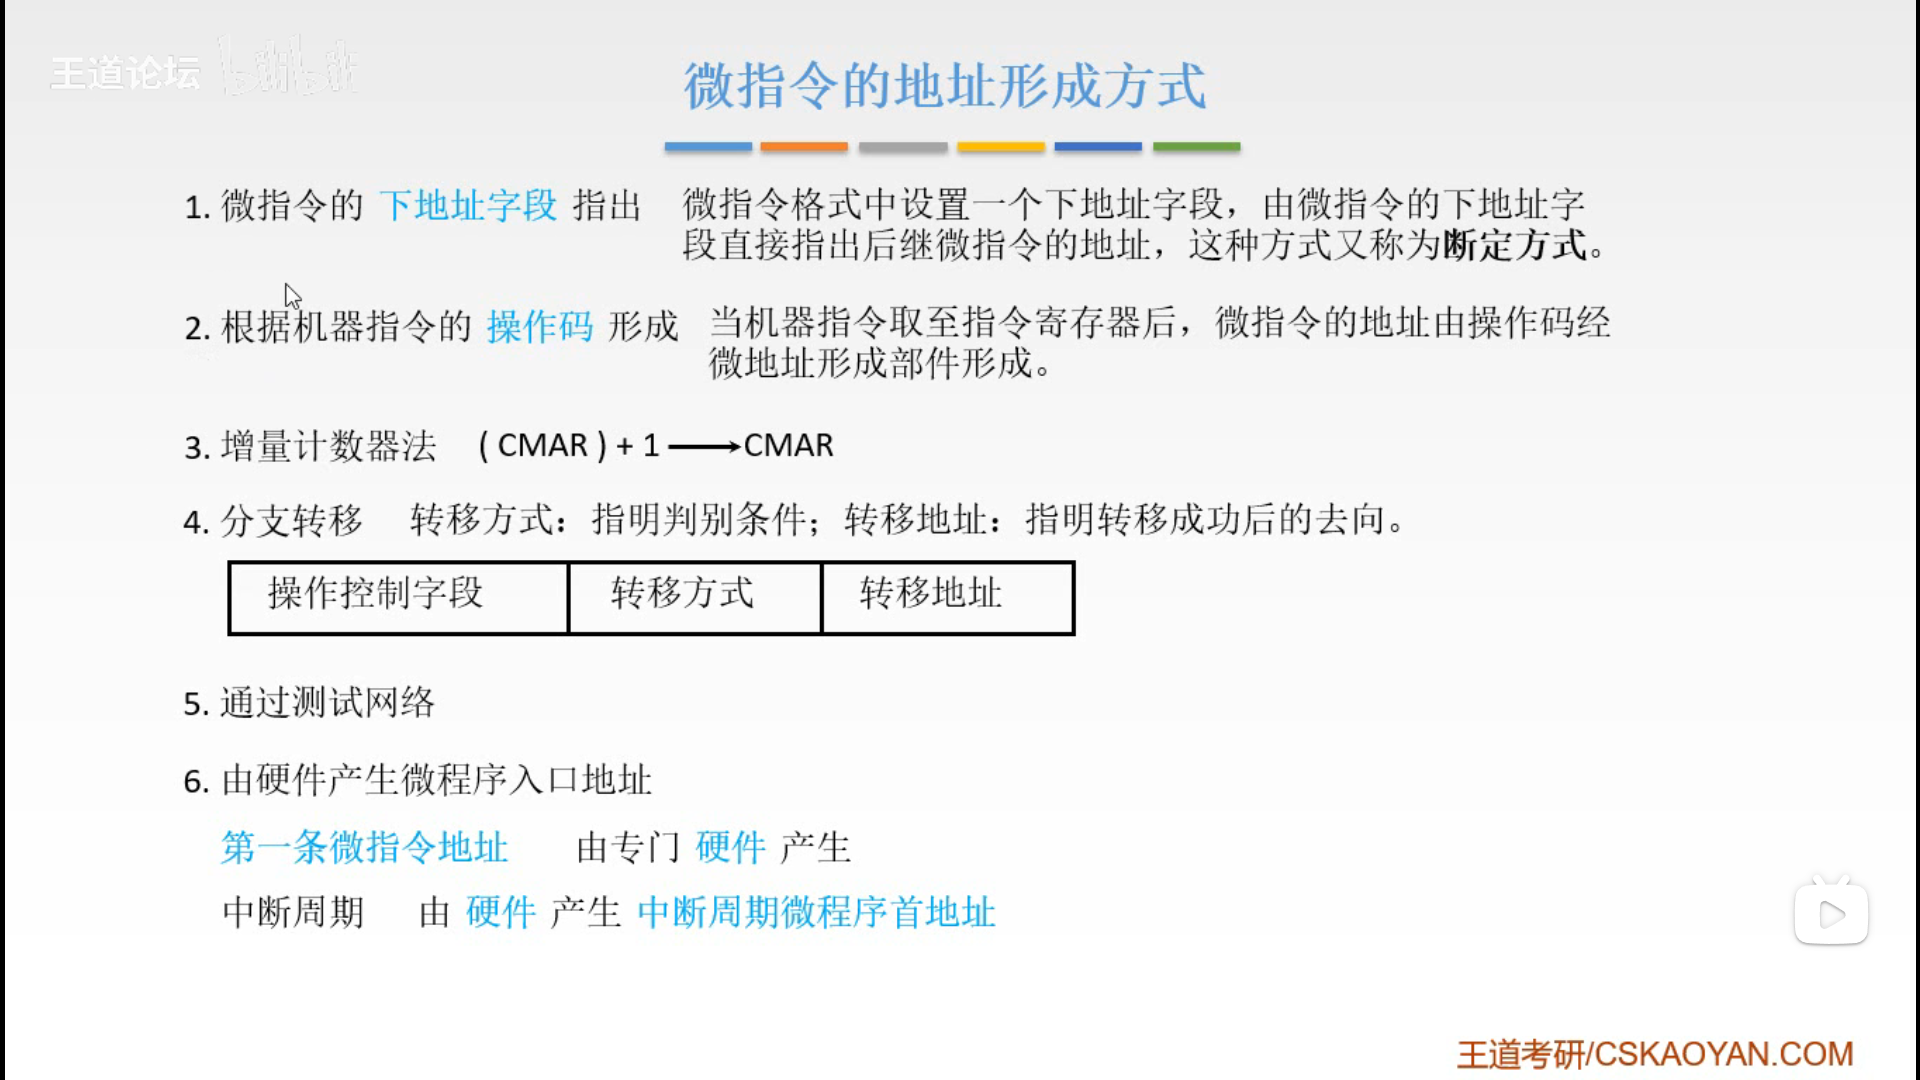 王道论坛 bilibili
微指令的地址形成方式
1. 微指令的 下地址字段 指出 微指令格式中设置一个下地址字段，由微指令的下地址字
段直接指出后继微指令的地址，这种方式又称为断定方式。
2. 根据机器指令的 操作码 形成 当机器指令取至指令寄存器后，微指令的地址由操作码经
微地址形成部件形成。
3. 增量计数器法 ( CMAR ) + 1 ⟶ CMAR
4. 分支转移 转移方式：指明判别条件；转移地址：指明转移成功后的去向。
操作控制字段 转移方式 转移地址
5. 通过测试网络
6. 由硬件产生微程序入口地址
第一条微指令地址 由专门 硬件 产生
中断周期 由 硬件 产生 中断周期微程序首地址
王道考研/CSKAOYAN.COM